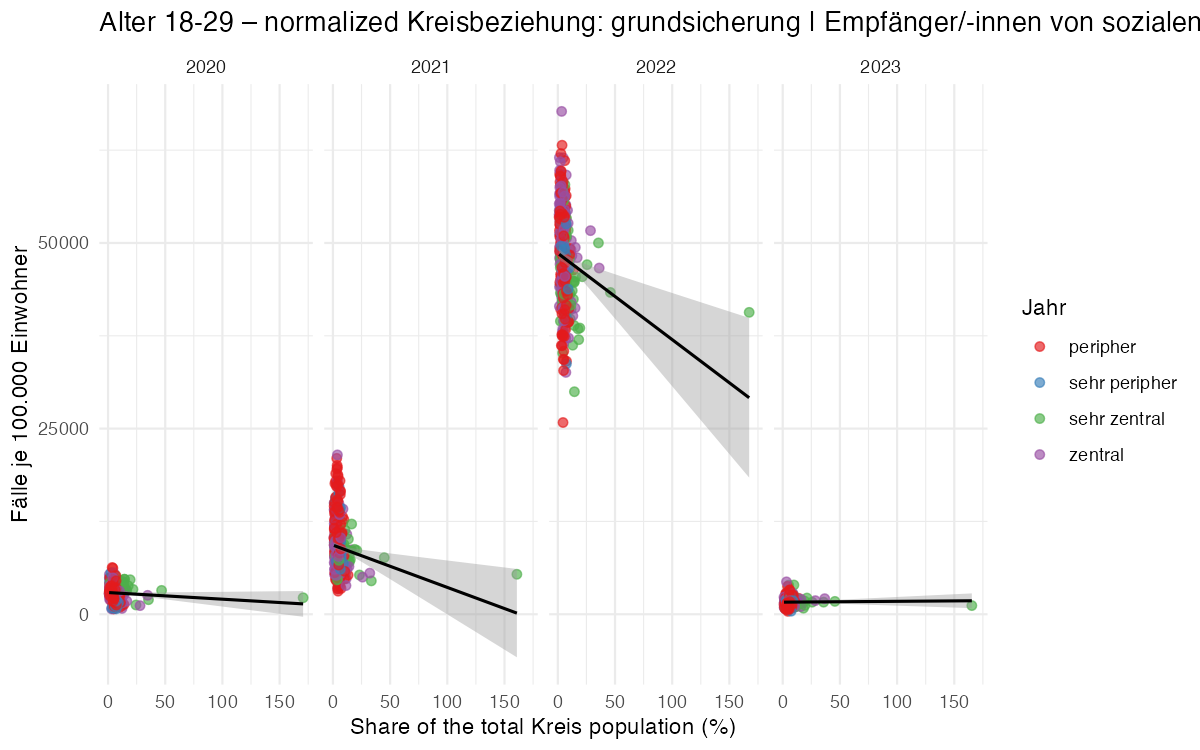 Alter 18-29 – normalized Kreisbeziehung: grundsicherung | Empfänger/-innen von sozialen
2020 2021 2022 2023
Fälle je 100.000 Einwohner
50000
25000
0
0 50 100 150 0 50 100 150 0 50 100 150 0 50 100 150
Share of the total Kreis population (%)
Jahr
peripher
sehr peripher
sehr zentral
zentral